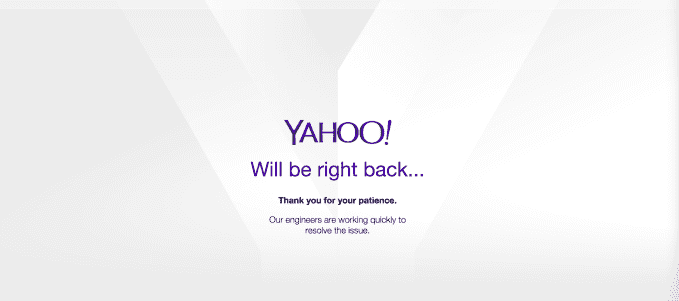 YAHOO!
Will be right back...
Thank you for your patience.
Our engineers are working quickly to
resolve the issue.